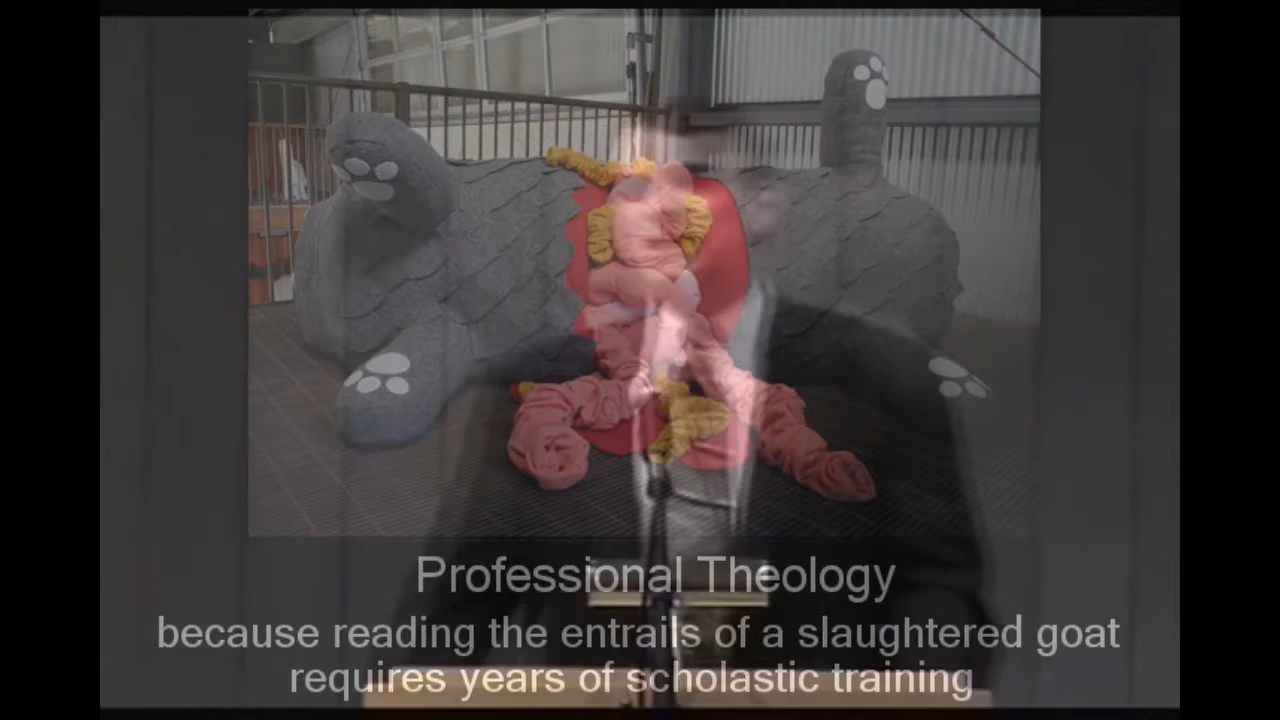 Professional Theology
because reading the entrails of a slaughtered goat
requires years of scholastic training